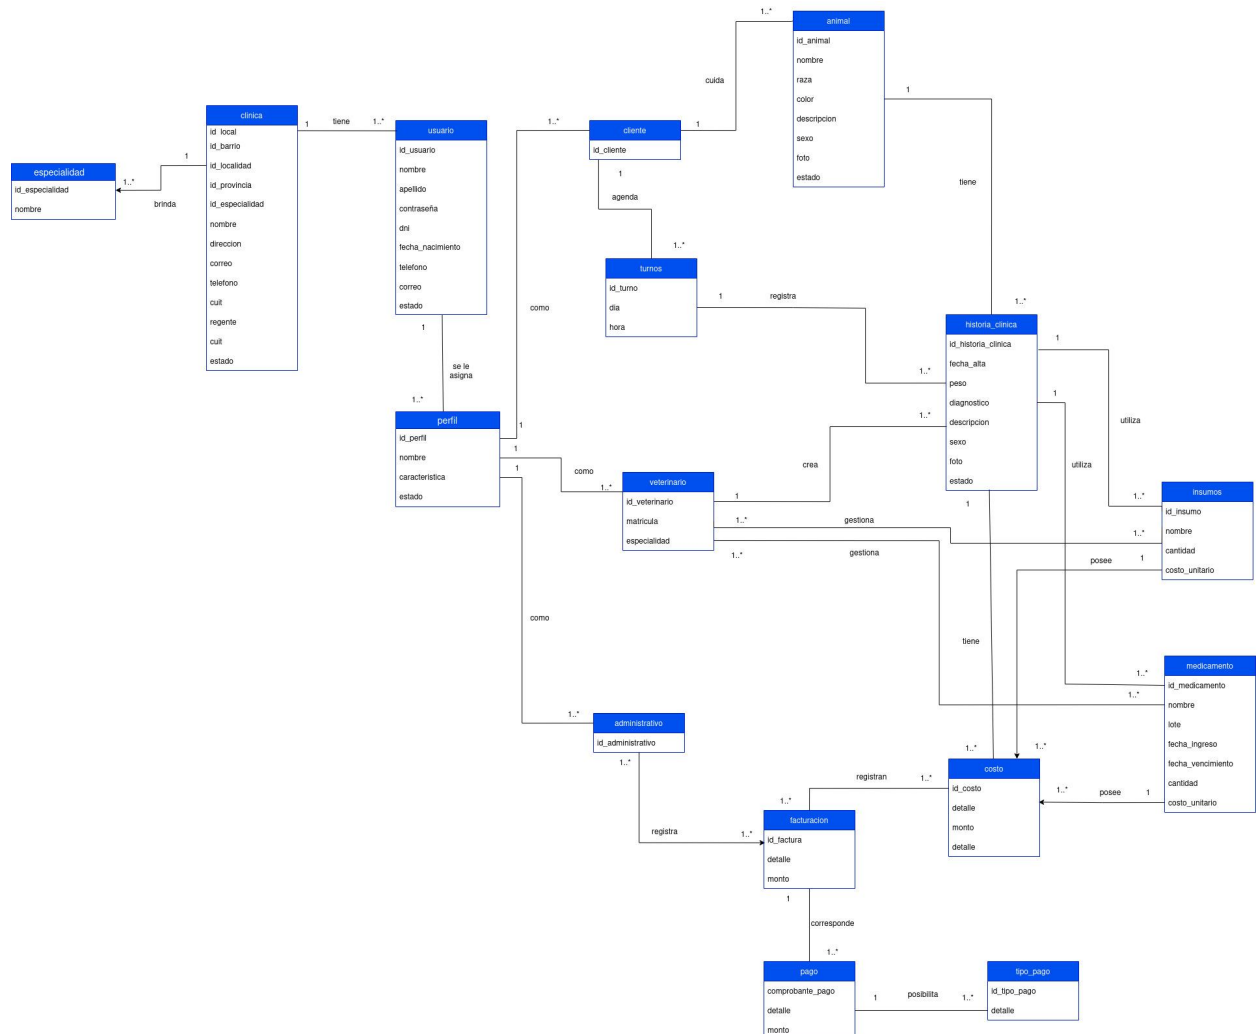 1..*
animal
id_animal
nombre
raza
color
descripcion
sexo
foto
estado
cuida
1
clinica
id_local
id_barrio
id_localidad
id_provincia
id_especialidad
nombre
direccion
correo
telefono
cuit
regente
cuit
estado
1
tiene
1..*
usuario
id_usuario
nombre
apellido
contraseña
dni
fecha_nacimiento
telefono
correo
estado
1..*
cliente
id_cliente
1
1
agenda
1..*
especialidad
id_especialidad
nombre
1
1..*
brinda
tiene
turnos
id_turno
dia
hora
1
registra
1..*
como
1..*
historia_clinica
id_historia_clinica
fecha_alta
peso
diagnostico
descripcion
sexo
foto
estado
1
1
1
se le
asigna
1..*
perfil
id_perfil
nombre
caracteristica
estado
1
1
1
como
1..*
veterinario
id_veterinario
matricula
especialidad
1
crea
1..*
1..*
gestiona
1..*
1..*
gestiona
1..*
utiliza
utiliza
1..*
insumos
id_insumo
nombre
cantidad
costo_unitario
1
posee
1..*
1
tiene
1..*
1..*
medicamento
id_medicamento
nombre
lote
fecha_ingreso
fecha_vencimiento
cantidad
costo_unitario
como
1..*
administrativo
id_administrativo
1..*
registra
1..*
costo
id_costo
detalle
monto
detalle
1..*
posee
1
registran
1..*
1..*
facturacion
id_factura
detalle
monto
1
corresponde
1..*
pago
comprobante_pago
detalle
monto
1
posibilita
1..*
tipo_pago
id_tipo_pago
detalle